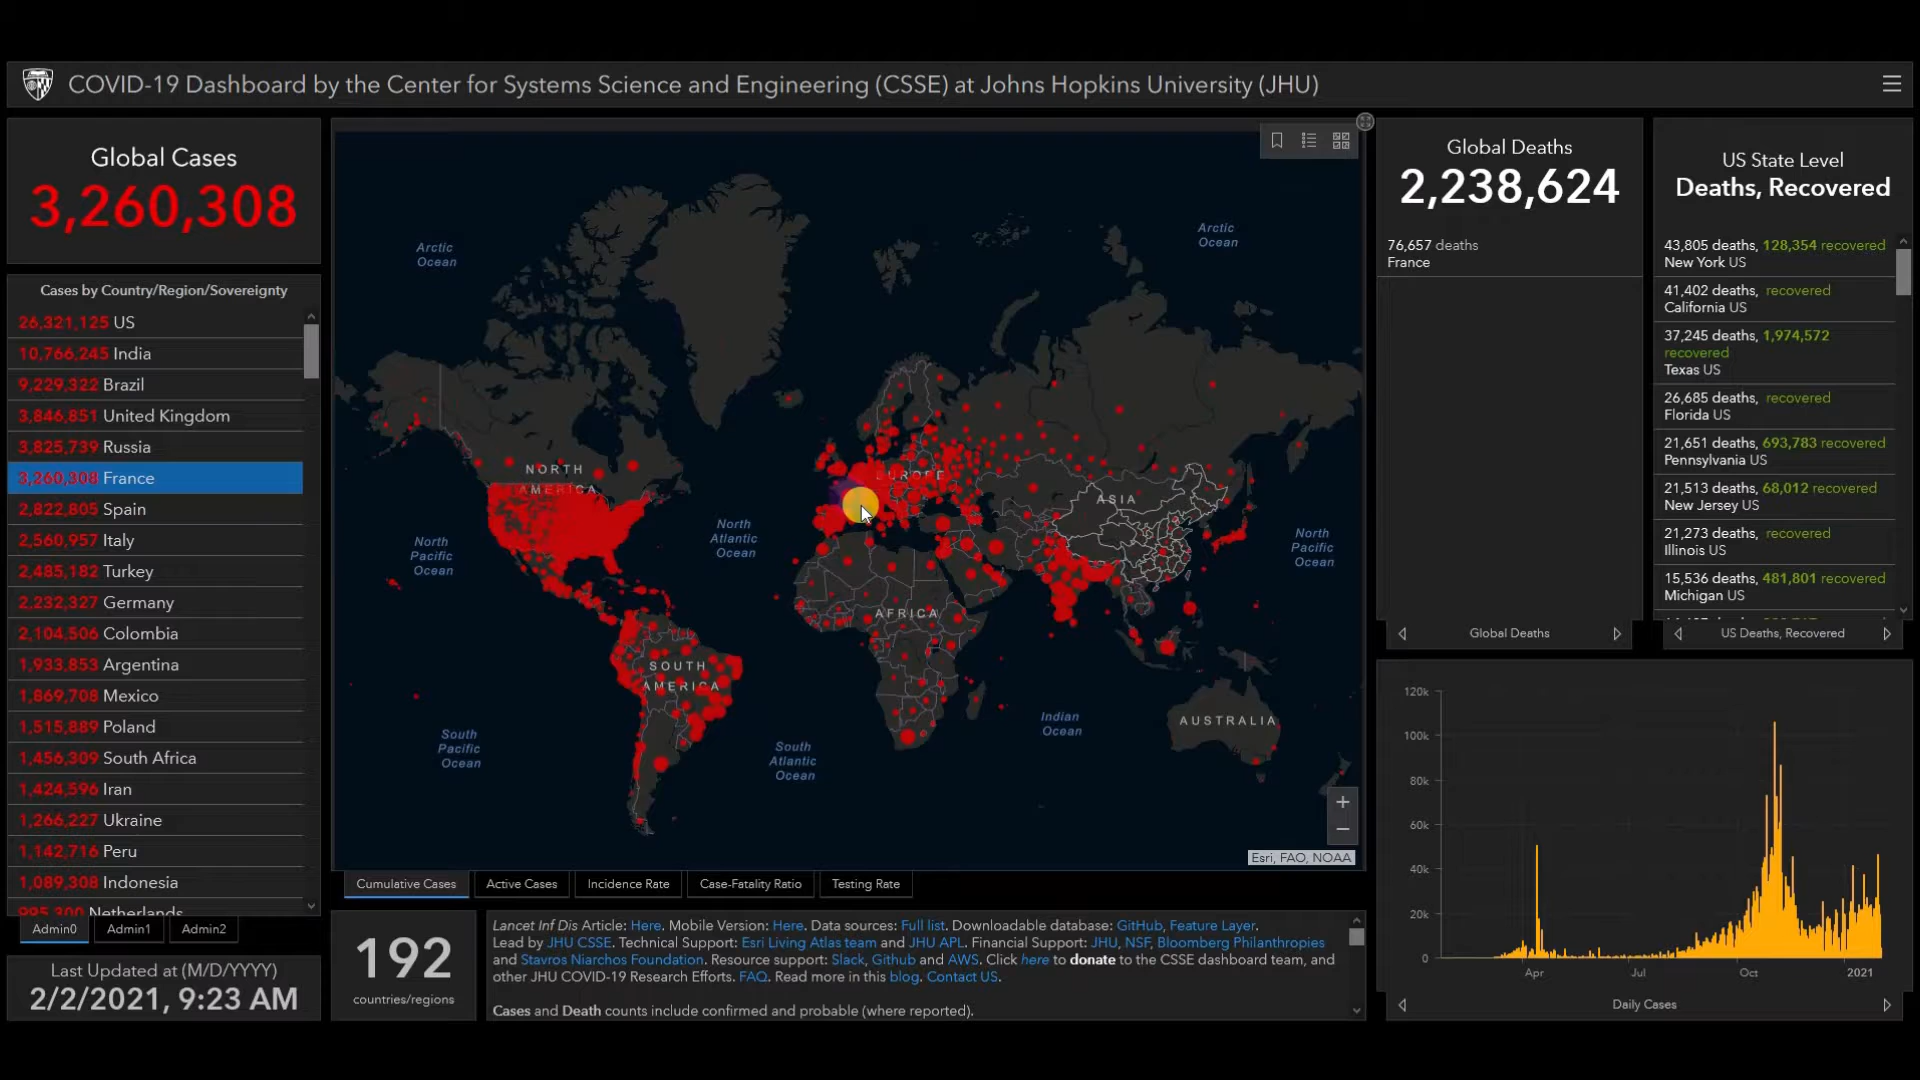 COVID-19 Dashboard by the Center for Systems Science and Engineering (CSSE) at Johns Hopkins University (JHU)
Global Cases
3,260,308
Cases by Country/Region/Sovereignty
26,321,125 US
10,766,245 India
9,229,322 Brazil
3,846,851 United Kingdom
3,825,739 Russia
3,260,308 France
2,822,805 Spain
2,560,957 Italy
2,485,182 Turkey
2,232,327 Germany
2,104,506 Colombia
1,933,853 Argentina
1,869,708 Mexico
1,515,889 Poland
1,456,309 South Africa
1,424,596 Iran
1,266,227 Ukraine
1,142,716 Peru
1,089,308 Indonesia
995,300 Netherlands
Admin0
Admin1
Admin2
Last Updated at (M/D/YYYY)
2/2/2021, 9:23 AM
Arctic
Ocean
Arctic
Ocean
NORTH
AMERICA
EUROPE
ASIA
North
Atlantic
Ocean
North
Pacific
Ocean
North
Pacific
Ocean
AFRICA
SOUTH
AMERICA
Indian
Ocean
AUSTRALIA
South
Pacific
Ocean
South
Atlantic
Ocean
+
−
Esri, FAO, NOAA
Cumulative Cases
Active Cases
Incidence Rate
Case-Fatality Ratio
Testing Rate
192
countries/regions
Lancet Inf Dis Article: Here. Mobile Version: Here. Data sources: Full list. Downloadable database: GitHub, Feature Layer.
Lead by JHU CSSE. Technical Support: Esri Living Atlas team and JHU APL. Financial Support: JHU, NSF, Bloomberg Philanthropies
and Stavros Niarchos Foundation. Resource support: Slack, Github and AWS. Click here to donate to the CSSE dashboard team, and
other JHU COVID-19 Research Efforts. FAQ. Read more in this blog. Contact US.
Cases and Death counts include confirmed and probable (where reported).
Global Deaths
2,238,624
76,657 deaths
France
Global Deaths
US State Level
Deaths, Recovered
43,805 deaths, 128,354 recovered
New York US
41,402 deaths, recovered
California US
37,245 deaths, 1,974,572
recovered
Texas US
26,685 deaths, recovered
Florida US
21,651 deaths, 693,783 recovered
Pennsylvania US
21,513 deaths, 68,012 recovered
New Jersey US
21,273 deaths, recovered
Illinois US
15,536 deaths, 481,801 recovered
Michigan US
US Deaths, Recovered
120k
100k
80k
60k
40k
20k
0
Apr
Jul
Oct
2021
Daily Cases